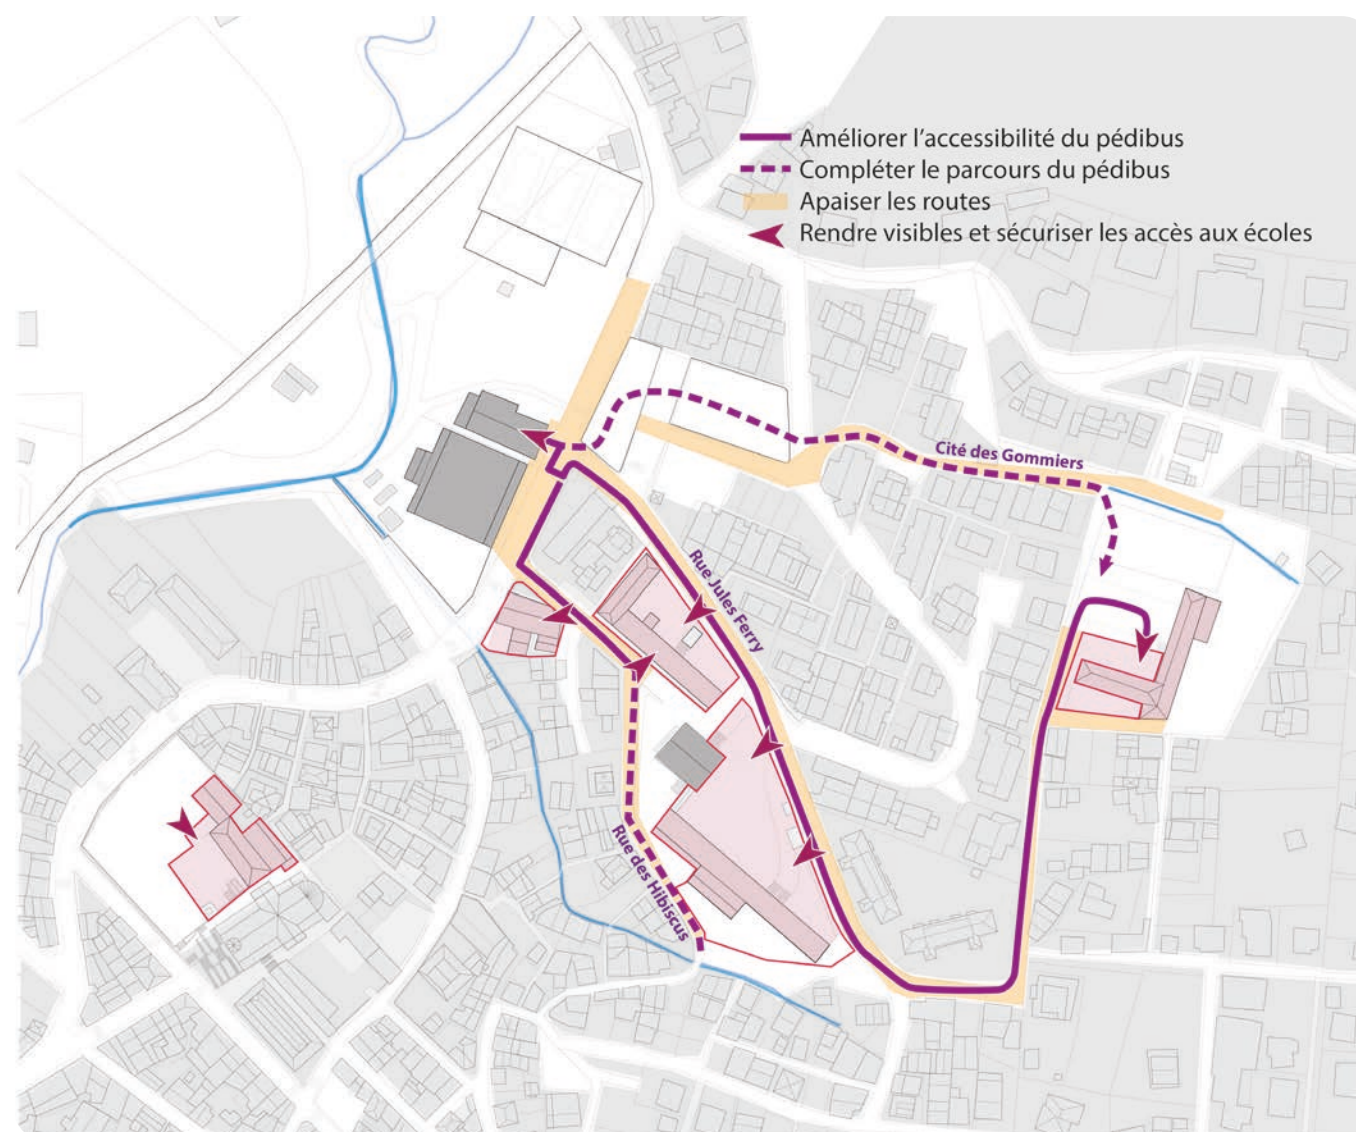 Améliorer l'accessibilité du pédibus
Compléter le parcours du pédibus
Apaiser les routes
Rendre visibles et sécuriser les accès aux écoles
Cité des Gommiers
Rue Jules Ferry
Rue des Hibiscus